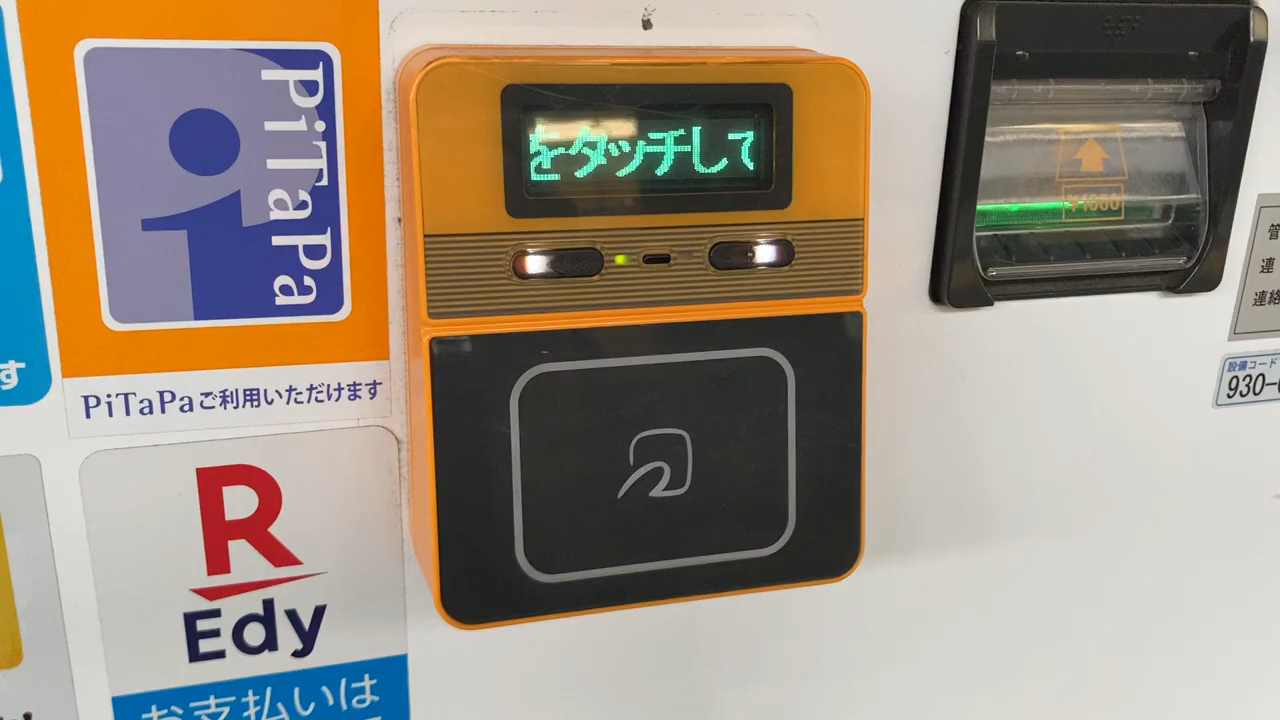 PiTaPa
PiTaPaご利用いただけます
す
R
Edy
お支払いは
をタッチして
¥1000
管
連
連絡
設備コード
930-